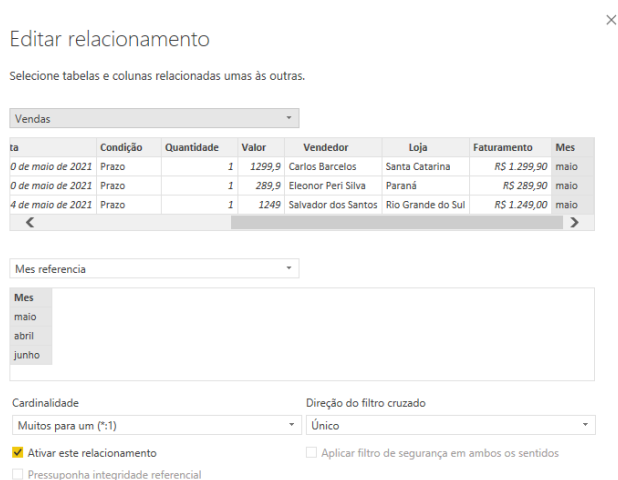 Editar relacionamento
Selecione tabelas e colunas relacionadas umas às outras.
Vendas
ta Condição Quantidade Valor Vendedor Loja Faturamento Mes
0 de maio de 2021 Prazo 1 1299,9 Carlos Barcelos Santa Catarina R$ 1.299,90 maio
0 de maio de 2021 Prazo 1 289,9 Eleonor Peri Silva Paraná R$ 289,90 maio
4 de maio de 2021 Prazo 1 1249 Salvador dos Santos Rio Grande do Sul R$ 1.249,00 maio
Mes referencia
Mes
maio
abril
junho
Cardinalidade Direção do filtro cruzado
Muitos para um (*:1) Único
Ativar este relacionamento Aplicar filtro de segurança em ambos os sentidos
Pressuponha integridade referencial